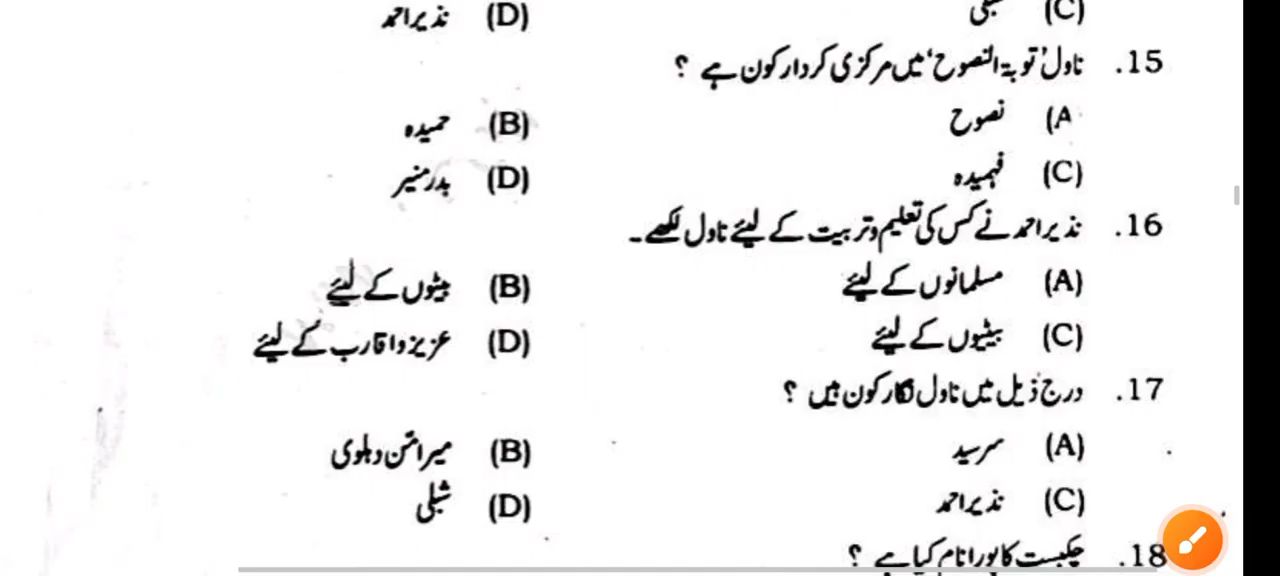 (C) شبلی (D) نذیر احمد
15. ناول 'توبۃ النصوح' میں مرکزی کردار کون ہے ؟
(A نصوح (B) حمیدہ
(C) فہمیدہ (D) بدر منیر
16. نذیر احمد نے کس کی تعلیم و تربیت کے لیئے ناول لکھے ۔
(A) مسلمانوں کے لیئے (B) بیٹوں کے لیئے
(C) بیٹیوں کے لیئے (D) عزیز و اقارب کے لیئے
17. درج ذیل میں ناول نگار کون ہیں ؟
(A) سرسید (B) میر امّن دہلوی
(C) نذیر احمد (D) شبلی
18. چکبست کا پورا نام کیا ہے ؟